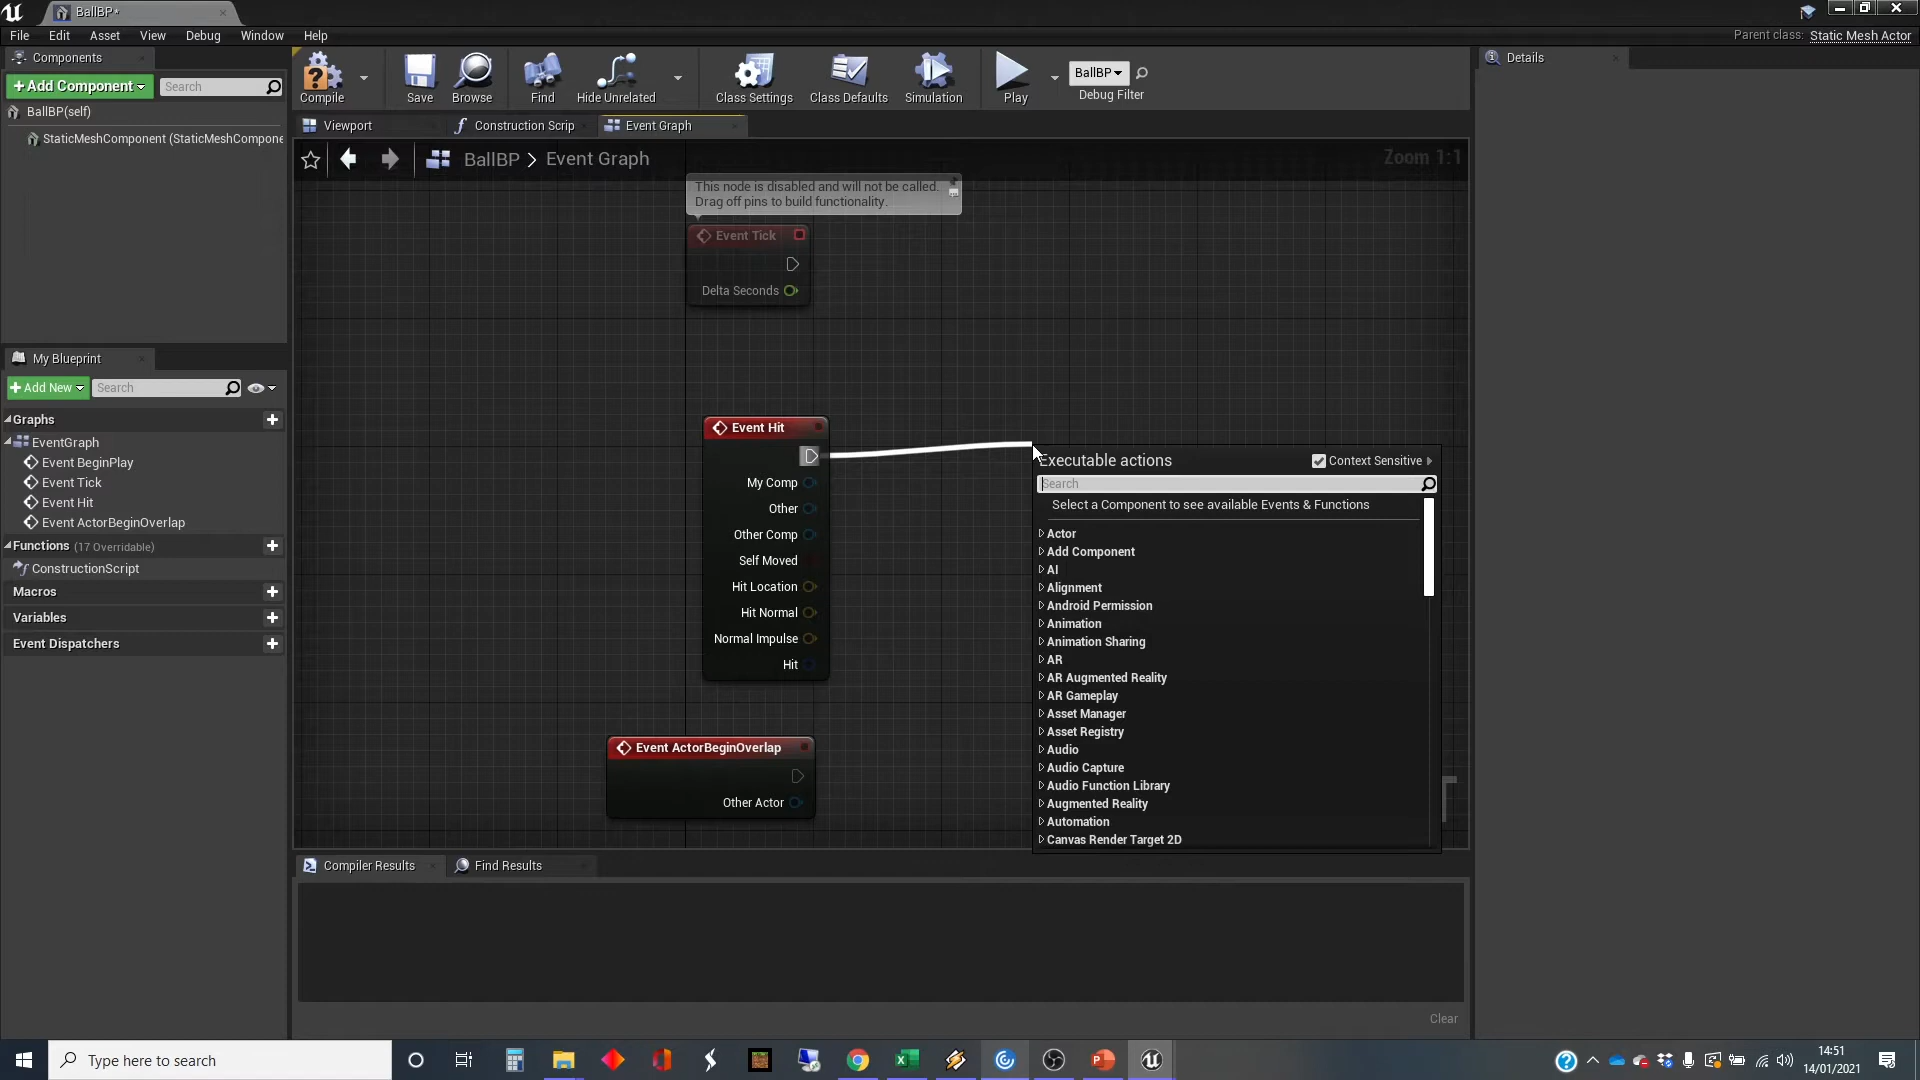 BallBP*
File Edit Asset View Debug Window Help
Parent class: Static Mesh Actor
Components
+Add Component
Search
BallBP(self)
StaticMeshComponent (StaticMeshCompone
Compile
Save
Browse
Find
Hide Unrelated
Class Settings
Class Defaults
Simulation
Play
BallBP
Debug Filter
Details
Viewport
Construction Scrip
Event Graph
BallBP > Event Graph
Zoom 1:1
This node is disabled and will not be called.
Drag off pins to build functionality.
Event Tick
Delta Seconds
My Blueprint
+Add New
Search
Graphs
EventGraph
Event BeginPlay
Event Tick
Event Hit
Event ActorBeginOverlap
Functions (17 Overridable)
ConstructionScript
Macros
Variables
Event Dispatchers
Event Hit
My Comp
Other
Other Comp
Self Moved
Hit Location
Hit Normal
Normal Impulse
Hit
Event ActorBeginOverlap
Other Actor
Executable actions
Context Sensitive
Search
Select a Component to see available Events & Functions
Actor
Add Component
AI
Alignment
Android Permission
Animation
Animation Sharing
AR
AR Augmented Reality
AR Gameplay
Asset Manager
Asset Registry
Audio
Audio Capture
Audio Function Library
Augmented Reality
Automation
Canvas Render Target 2D
Compiler Results
Find Results
Clear
Type here to search
14:51
14/01/2021